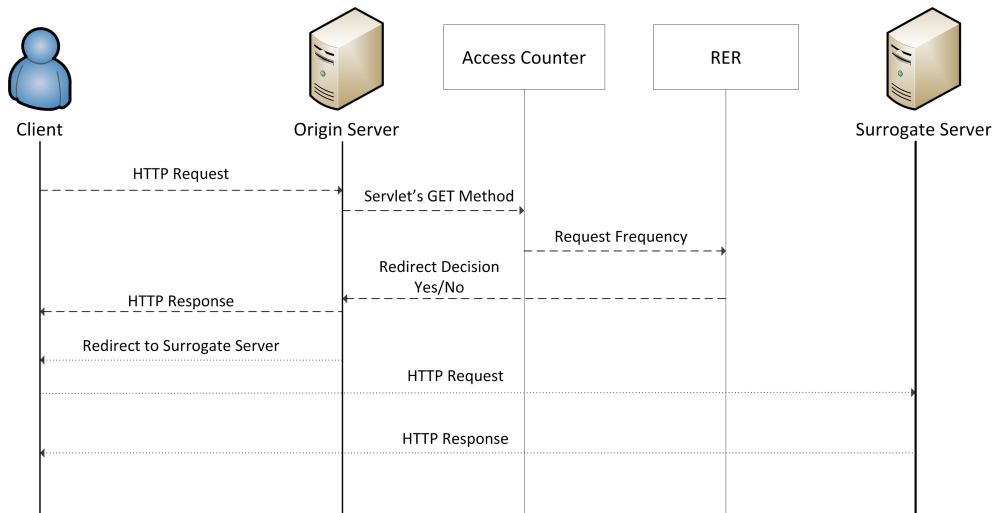 Access Counter
RER
Client
Origin Server
Surrogate Server
HTTP Request
Servlet's GET Method
Request Frequency
Redirect Decision
Yes/No
HTTP Response
Redirect to Surrogate Server
HTTP Request
HTTP Response